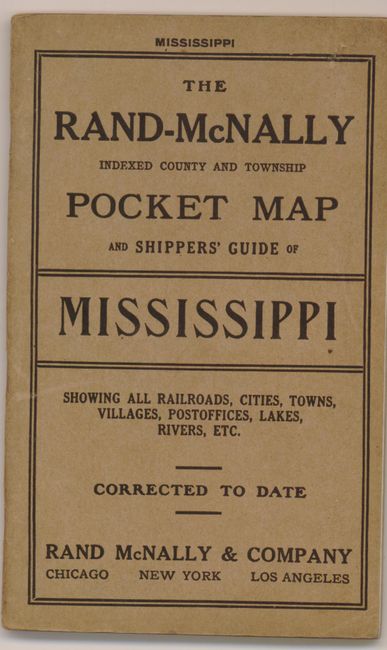 MISSISSIPPI
THE
RAND-McNALLY
INDEXED COUNTY AND TOWNSHIP
POCKET MAP
AND SHIPPERS' GUIDE OF
MISSISSIPPI
SHOWING ALL RAILROADS, CITIES, TOWNS,
VILLAGES, POSTOFFICES, LAKES,
RIVERS, ETC.
CORRECTED TO DATE
RAND McNALLY & COMPANY
CHICAGO NEW YORK LOS ANGELES